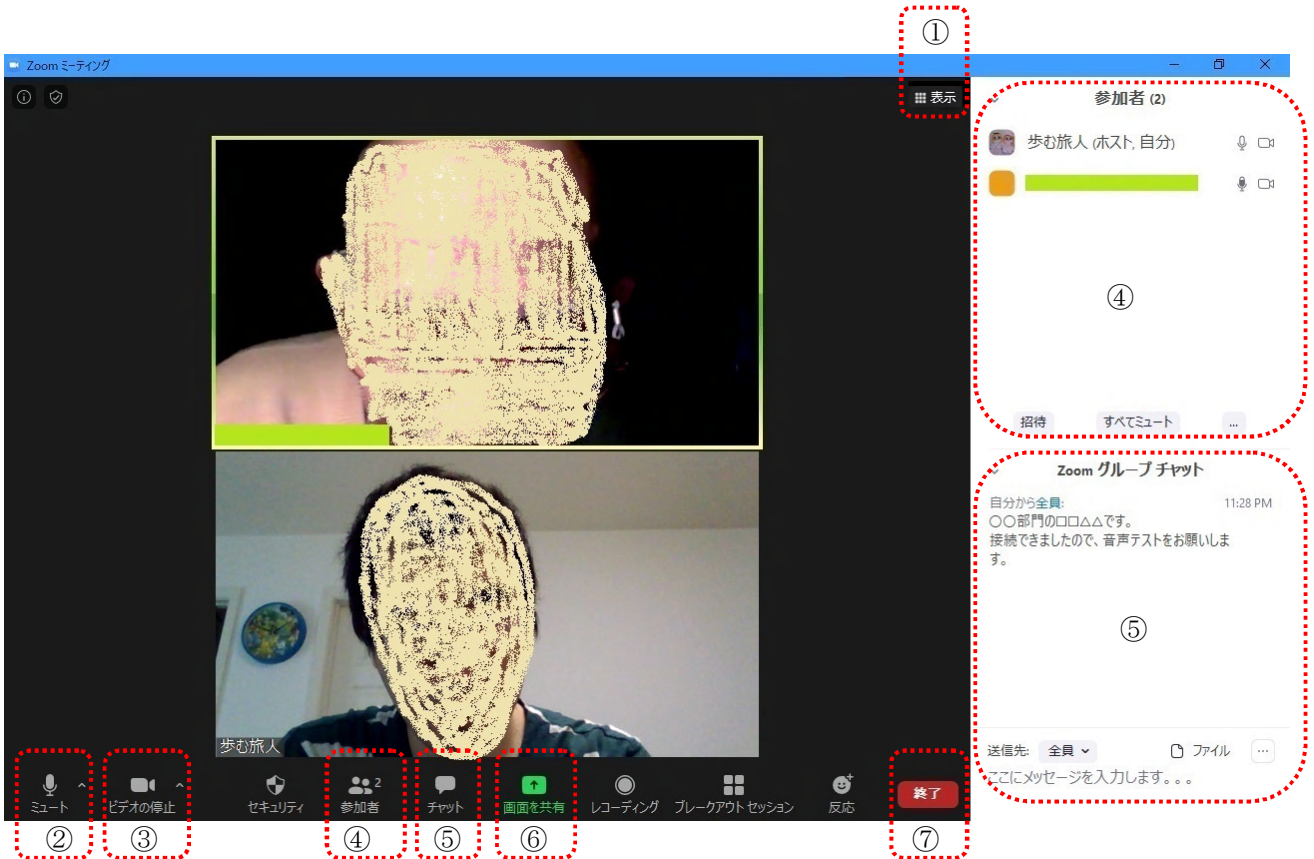 ①
Zoom ミーティング
表示
参加者 (2)
歩む旅人 (ホスト, 自分)
④
招待
すべてミュート
...
Zoom グループ チャット
自分から全員:
11:28 PM
〇〇部門の□□△△です。
接続できましたので、音声テストをお願いしま
す。
⑤
歩む旅人
送信先: 全員
ファイル
...
ここにメッセージを入力します。。。
ミュート
ビデオの停止
セキュリティ
2
参加者
チャット
画面を共有
レコーディング
ブレークアウト セッション
反応
終了
②
③
④
⑤
⑥
⑦